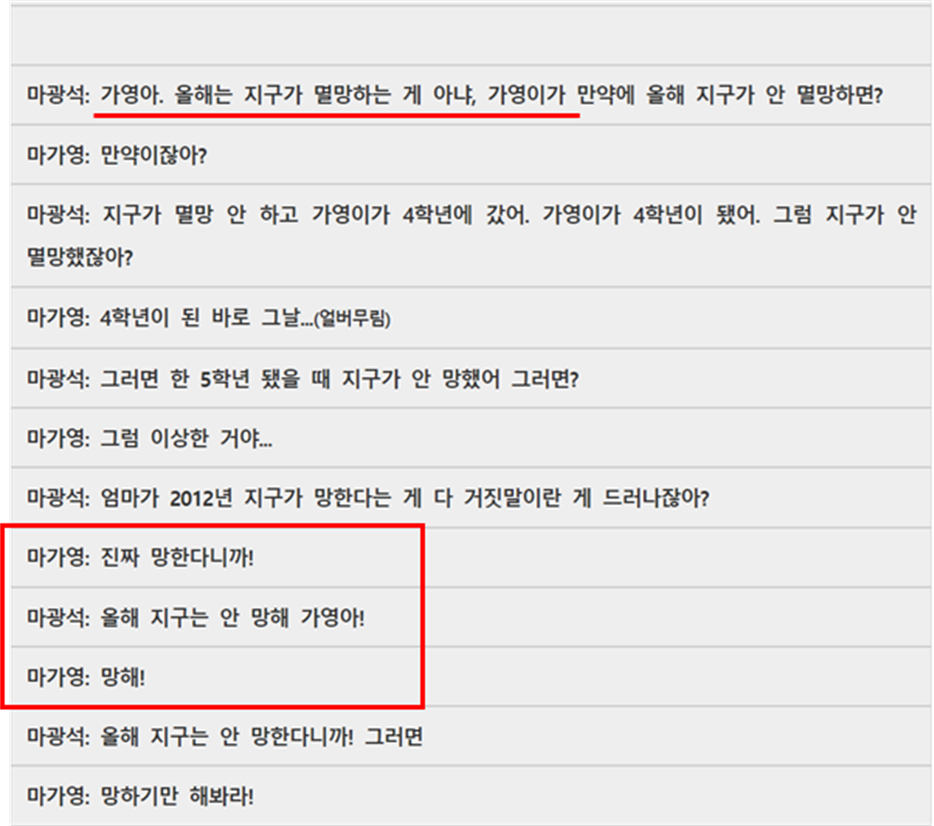 마광석: 가영아. 올해는 지구가 멸망하는 게 아냐, 가영이가 만약에 올해 지구가 안 멸망하면?
마가영: 만약이잖아?
마광석: 지구가 멸망 안 하고 가영이가 4학년에 갔어. 가영이가 4학년이 됐어. 그럼 지구가 안
멸망했잖아?
마가영: 4학년이 된 바로 그날...(얼버무림)
마광석: 그러면 한 5학년 됐을 때 지구가 안 망했어 그러면?
마가영: 그럼 이상한 거야...
마광석: 엄마가 2012년 지구가 망한다는 게 다 거짓말이란 게 드러나잖아?
마가영: 진짜 망한다니까!
마광석: 올해 지구는 안 망해 가영아!
마가영: 망해!
마광석: 올해 지구는 안 망한다니까! 그러면
마가영: 망하기만 해봐라!